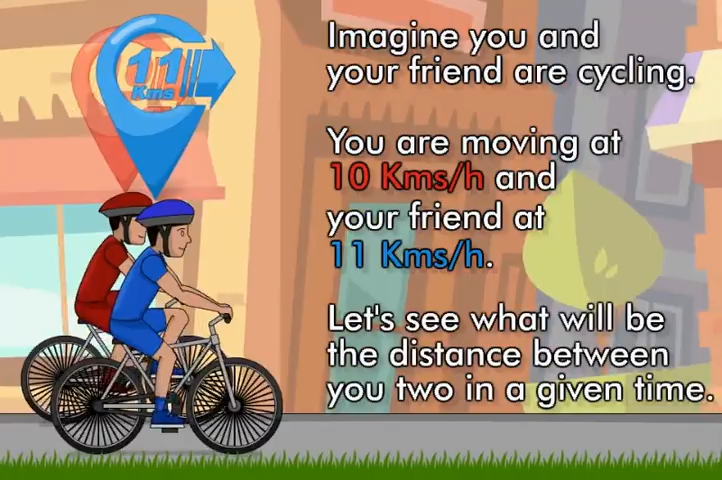 11
Kms
Imagine you and
your friend are cycling.
You are moving at
10 Kms/h and
your friend at
11 Kms/h.
Let's see what will be
the distance between
you two in a given time.